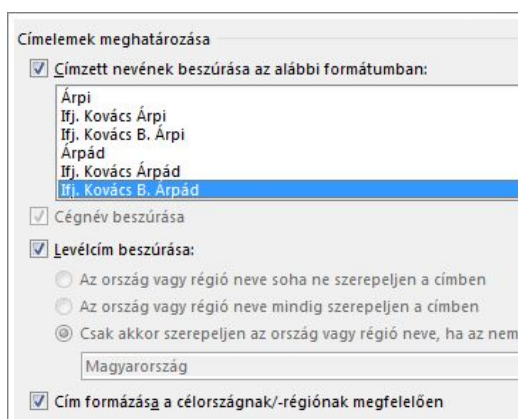 Címelemek meghatározása
Címzett nevének beszúrása az alábbi formátumban:
Árpi
Ifj. Kovács Árpi
Ifj. Kovács B. Árpi
Árpád
Ifj. Kovács Árpád
Ifj. Kovács B. Árpád
Cégnév beszúrása
Levélcím beszúrása:
Az ország vagy régió neve soha ne szerepeljen a címben
Az ország vagy régió neve mindig szerepeljen a címben
Csak akkor szerepeljen az ország vagy régió neve, ha az nem
Magyarország
Cím formázása a célországnak/-régiónak megfelelően